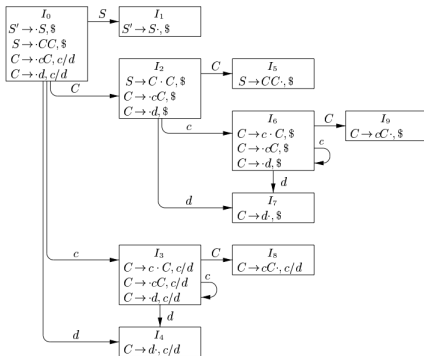 I0
S′ → ·S, $
S → ·CC, $
C → ·cC, c/d
C → ·d, c/d
S
I1
S′ → S·, $
C
I2
S → C · C, $
C → ·cC, $
C → ·d, $
C
I5
S → CC·, $
c
I6
C → c · C, $
C → ·cC, $
C → ·d, $
C
I9
C → cC·, $
c
d
d
I7
C → d·, $
c
I3
C → c · C, c/d
C → ·cC, c/d
C → ·d, c/d
C
I8
C → cC·, c/d
c
d
d
I4
C → d·, c/d